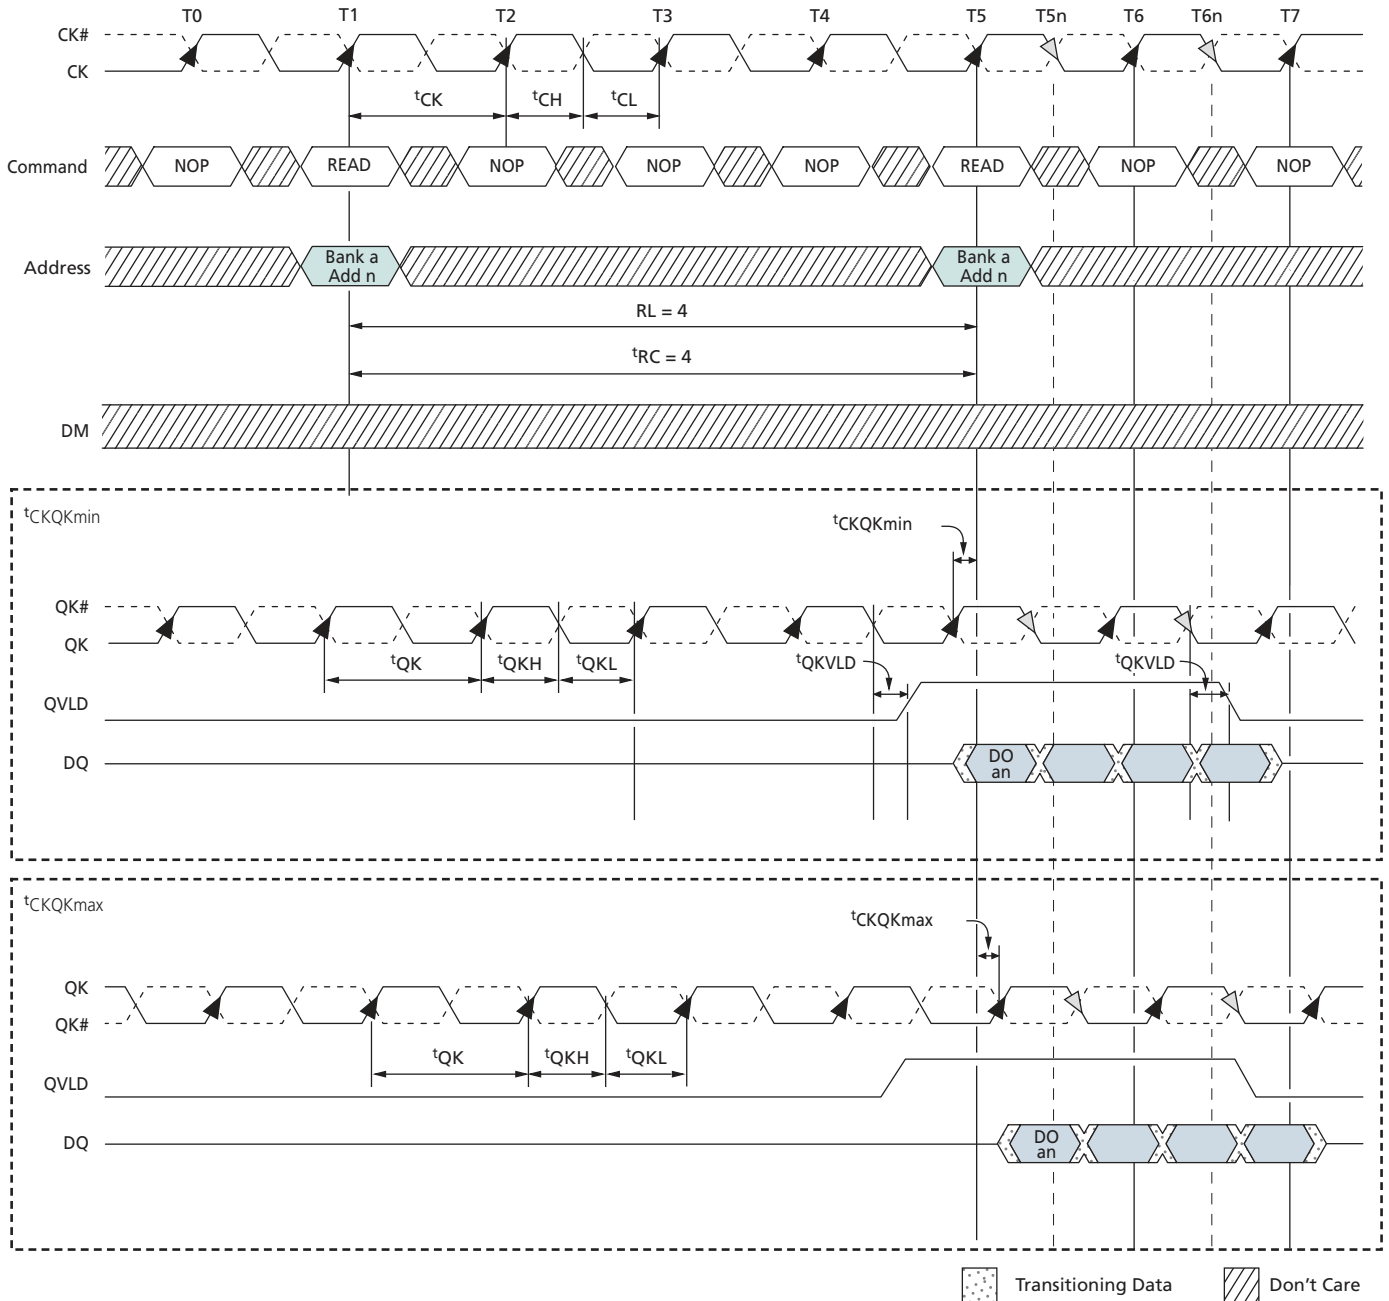 T0 T1 T2 T3 T4 T5 T5n T6 T6n T7
CK#
CK
tCK tCH tCL
Command NOP READ NOP NOP NOP READ NOP NOP
Address Bank a Bank a
Add n Add n
RL = 4
tRC = 4
DM
tCKQKmin
tCKQKmin
QK#
QK
tQK tQKH tQKL tQKVLD tQKVLD
QVLD
DQ DO
an
tCKQKmax
tCKQKmax
QK
QK#
tQK tQKH tQKL
QVLD
DQ DO
an
Transitioning Data Don't Care